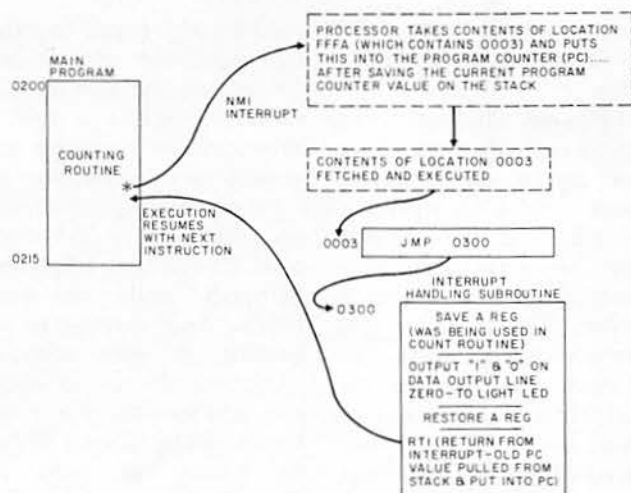 PROCESSOR TAKES CONTENTS OF LOCATION
FFFA (WHICH CONTAINS 0003) AND PUTS
THIS INTO THE PROGRAM COUNTER (PC).....
AFTER SAVING THE CURRENT PROGRAM
COUNTER VALUE ON THE STACK
MAIN
PROGRAM
0200
NMI
INTERRUPT
COUNTING
ROUTINE
*
CONTENTS OF LOCATION 0003
FETCHED AND EXECUTED
EXECUTION
RESUMES
WITH NEXT
INSTRUCTION
0215
0003
JMP 0300
0300
INTERRUPT
HANDLING SUBROUTINE
SAVE A REG
(WAS BEING USED IN
COUNT ROUTINE)
OUTPUT "1" & "0" ON
DATA OUTPUT LINE
ZERO-TO LIGHT LED
RESTORE A REG
RTI (RETURN FROM
INTERRUPT-OLD PC
VALUE PULLED FROM
STACK & PUT INTO PC)